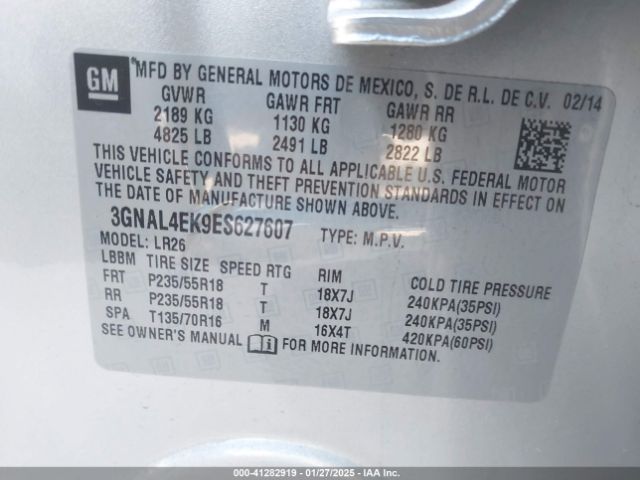 GM
MFD BY GENERAL MOTORS DE MEXICO, S. DE R.L. DE C.V. 02/14
GVWR GAWR FRT GAWR RR
2189 KG 1130 KG 1280 KG
4825 LB 2491 LB 2822 LB
THIS VEHICLE CONFORMS TO ALL APPLICABLE U.S. FEDERAL MOTOR
VEHICLE SAFETY AND THEFT PREVENTION STANDARDS IN EFFECT ON
THE DATE OF MANUFACTURE SHOWN ABOVE.
3GNAL4EK9ES627607 TYPE: M.P.V.
MODEL: LR26
LBBM TIRE SIZE SPEED RTG RIM COLD TIRE PRESSURE
FRT P235/55R18 T 18X7J 240KPA(35PSI)
RR P235/55R18 T 18X7J 240KPA(35PSI)
SPA T135/70R16 M 16X4T 420KPA(60PSI)
SEE OWNER'S MANUAL FOR MORE INFORMATION.
000-41282919 - 01/27/2025 - IAA Inc.